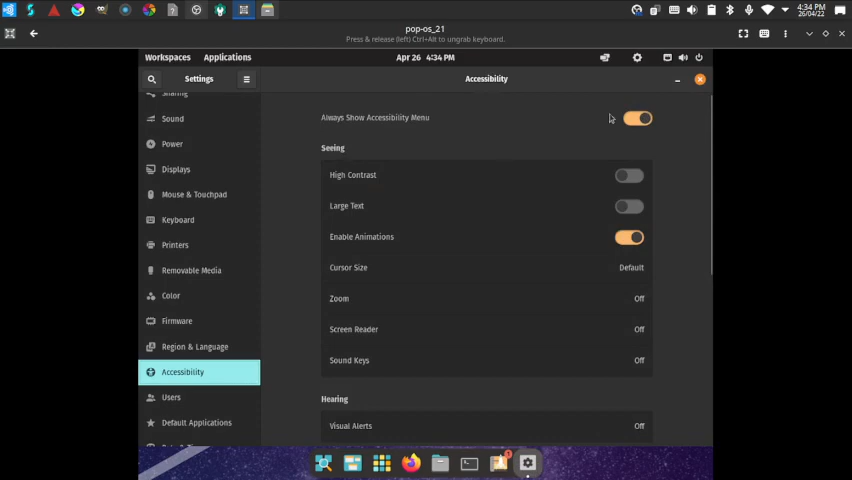 4:34 PM
26/04/22
pop-os_21
Press & release (left) Ctrl+Alt to ungrab keyboard.
Workspaces Applications Apr 26 4:34 PM
Settings Accessibility
Sharing
Sound
Power
Displays
Mouse & Touchpad
Keyboard
Printers
Removable Media
Color
Firmware
Region & Language
Accessibility
Users
Default Applications
Always Show Accessibility Menu
Seeing
High Contrast
Large Text
Enable Animations
Cursor Size Default
Zoom Off
Screen Reader Off
Sound Keys Off
Hearing
Visual Alerts Off
1